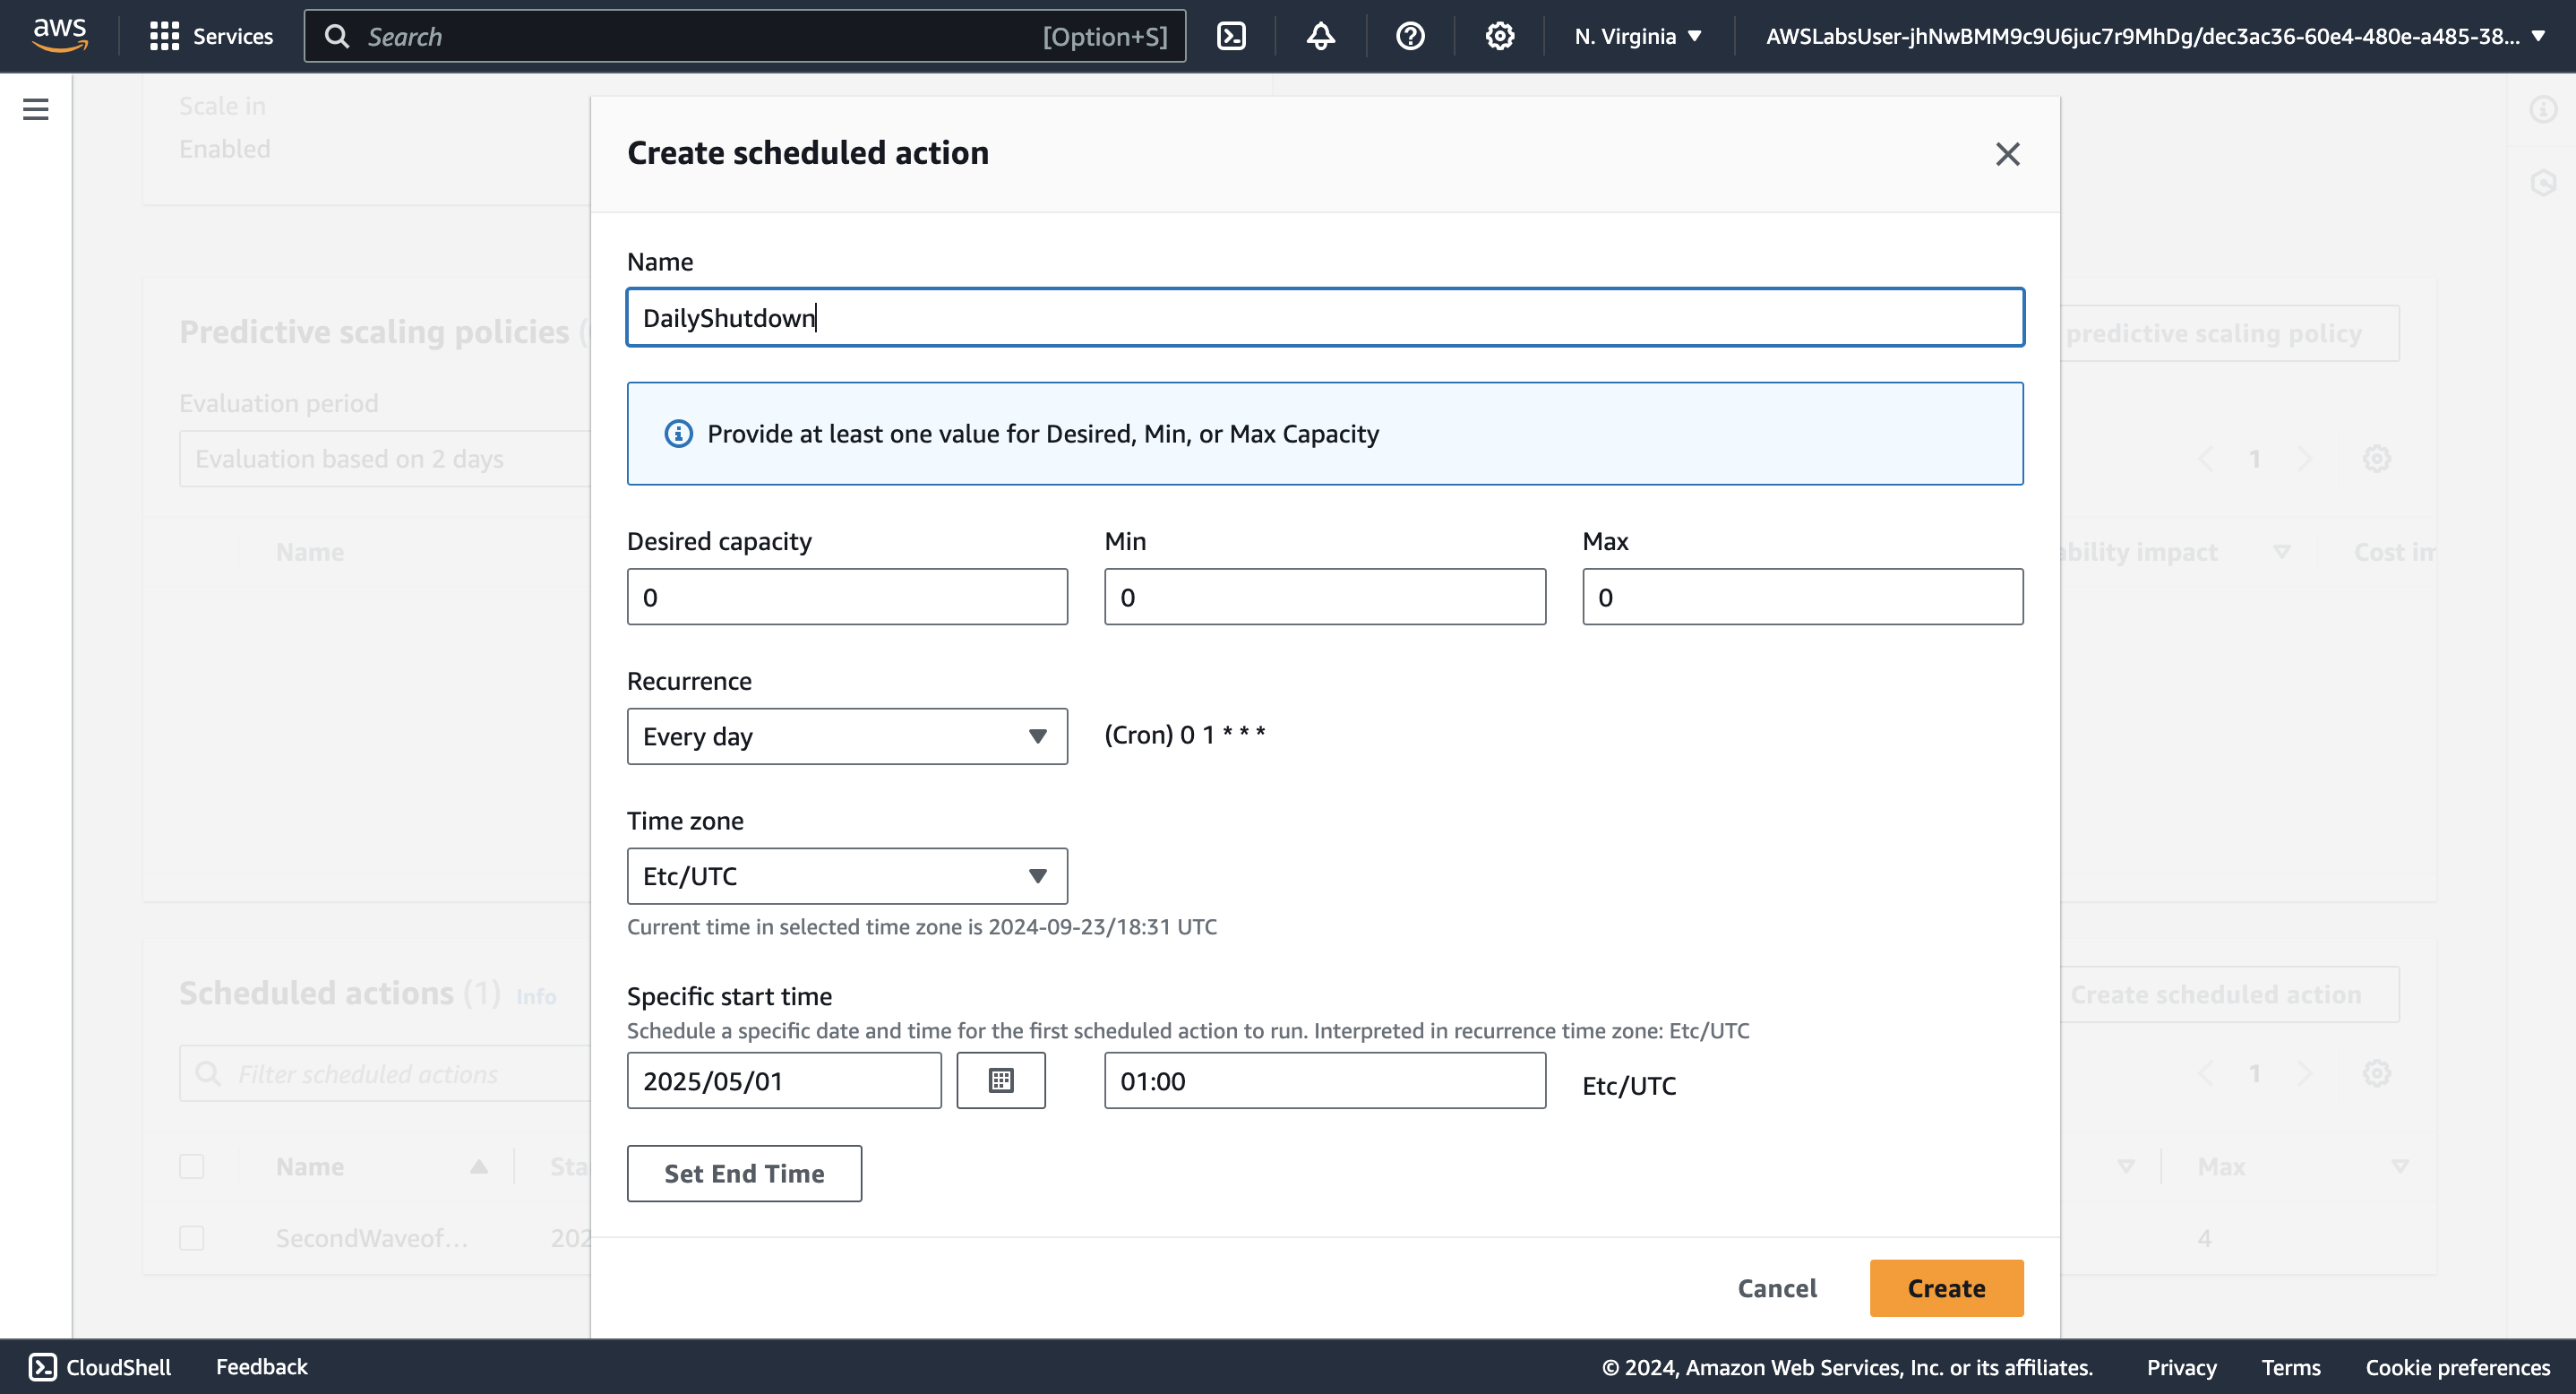 aws
Services
Search [Option+S]
N. Virginia
AWSLabsUser-jhNwBMM9c9U6juc7r9MhDg/dec3ac36-60e4-480e-a485-38...
Scale in
Enabled
Create scheduled action
Name
DailyShutdown
Provide at least one value for Desired, Min, or Max Capacity
Desired capacity Min Max
0 0 0
Recurrence
Every day (Cron) 0 1 * * *
Time zone
Etc/UTC
Current time in selected time zone is 2024-09-23/18:31 UTC
Specific start time
Schedule a specific date and time for the first scheduled action to run. Interpreted in recurrence time zone: Etc/UTC
2025/05/01 01:00 Etc/UTC
Set End Time
Cancel Create
Predictive scaling policies
predictive scaling policy
Evaluation period
Evaluation based on 2 days
1
Name
impact Cost
Scheduled actions (1) Info
Create scheduled action
Filter scheduled actions
1
Name
Max
SecondWaveof...
4
CloudShell Feedback
© 2024, Amazon Web Services, Inc. or its affiliates. Privacy Terms Cookie preferences